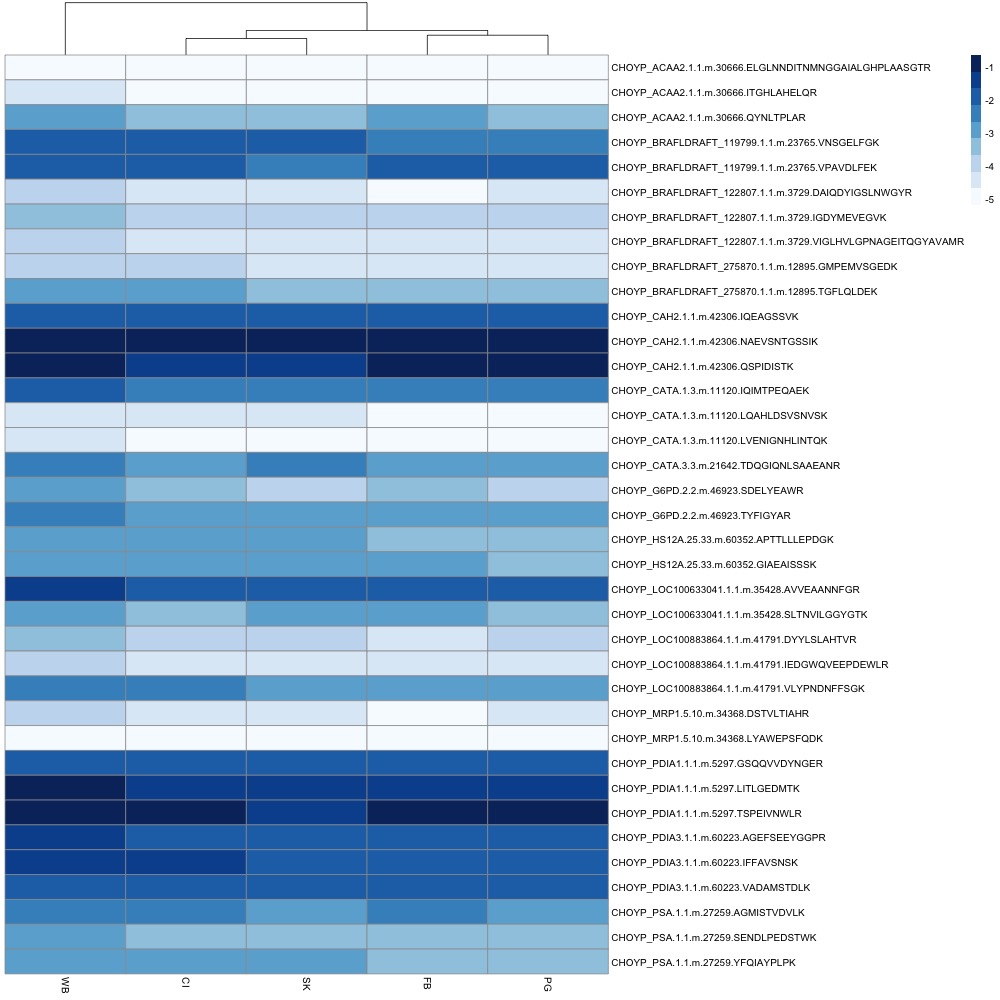 CHOYP_ACAA2.1.1.m.30666.ELGLNNDITNMNGGAIALGHPLAASGTR
CHOYP_ACAA2.1.1.m.30666.ITGHLAHELQR
CHOYP_ACAA2.1.1.m.30666.QYNLTPLAR
CHOYP_BRAFLDRAFT_119799.1.1.m.23765.VNSGELFGK
CHOYP_BRAFLDRAFT_119799.1.1.m.23765.VPAVDLFEK
CHOYP_BRAFLDRAFT_122807.1.1.m.3729.DAIQDYIGSLNWGYR
CHOYP_BRAFLDRAFT_122807.1.1.m.3729.IGDYMEVEGVK
CHOYP_BRAFLDRAFT_122807.1.1.m.3729.VIGLHVLGPNAGEITQGYAVAMR
CHOYP_BRAFLDRAFT_275870.1.1.m.12895.GMPEMVSGEDK
CHOYP_BRAFLDRAFT_275870.1.1.m.12895.TGFLQLDEK
CHOYP_CAH2.1.1.m.42306.IQEAGSSVK
CHOYP_CAH2.1.1.m.42306.NAEVSNTGSSIK
CHOYP_CAH2.1.1.m.42306.QSPIDISTK
CHOYP_CATA.1.3.m.11120.IQIMTPEQAEK
CHOYP_CATA.1.3.m.11120.LQAHLDSVSNVSK
CHOYP_CATA.1.3.m.11120.LVENIGNHLINTQK
CHOYP_CATA.3.3.m.21642.TDQGIQNLSAAEANR
CHOYP_G6PD.2.2.m.46923.SDELYEAWR
CHOYP_G6PD.2.2.m.46923.TYFIGYAR
CHOYP_HS12A.25.33.m.60352.APTTLLLEPDGK
CHOYP_HS12A.25.33.m.60352.GIAEAISSSK
CHOYP_LOC100633041.1.1.m.35428.AVVEAANNFGR
CHOYP_LOC100633041.1.1.m.35428.SLTNVILGGYGTK
CHOYP_LOC100883864.1.1.m.41791.DYYLSLAHTVR
CHOYP_LOC100883864.1.1.m.41791.IEDGWQVEEPDEWLR
CHOYP_LOC100883864.1.1.m.41791.VLYPNDNFFSGK
CHOYP_MRP1.5.10.m.34368.DSTVLTIAHR
CHOYP_MRP1.5.10.m.34368.LYAWEPSFQDK
CHOYP_PDIA1.1.1.m.5297.GSQQVVDYNGER
CHOYP_PDIA1.1.1.m.5297.LITLGEDMTK
CHOYP_PDIA1.1.1.m.5297.TSPEIVNWLR
CHOYP_PDIA3.1.1.m.60223.AGEFSEEYGGPR
CHOYP_PDIA3.1.1.m.60223.IFFAVSNSK
CHOYP_PDIA3.1.1.m.60223.VADAMSTDLK
CHOYP_PSA.1.1.m.27259.AGMISTVDVLK
CHOYP_PSA.1.1.m.27259.SENDLPEDSTWK
CHOYP_PSA.1.1.m.27259.YFQIAYPLPK
WB
CI
SK
FB
PG
-1
-2
-3
-4
-5